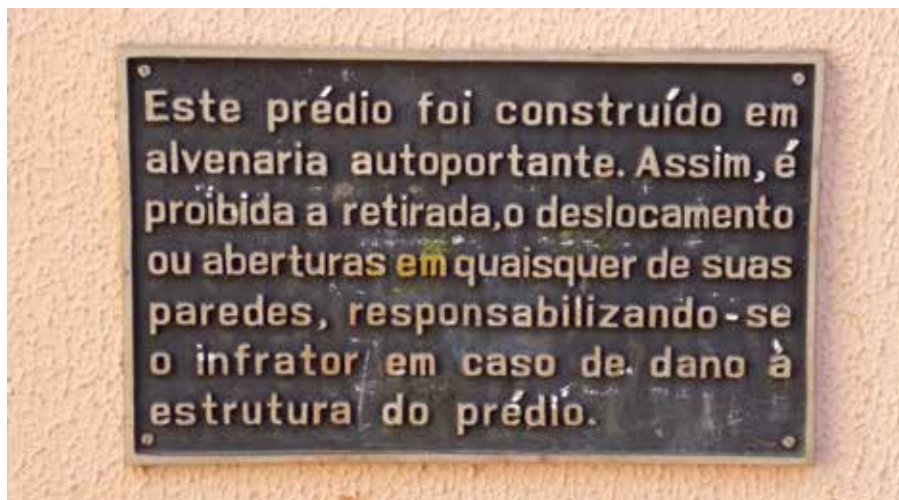 Este prédio foi construído em
alvenaria autoportante. Assim, é
proibida a retirada, o deslocamento
ou aberturas em quaisquer de suas
paredes, responsabilizando-se
o infrator em caso de dano à
estrutura do prédio.